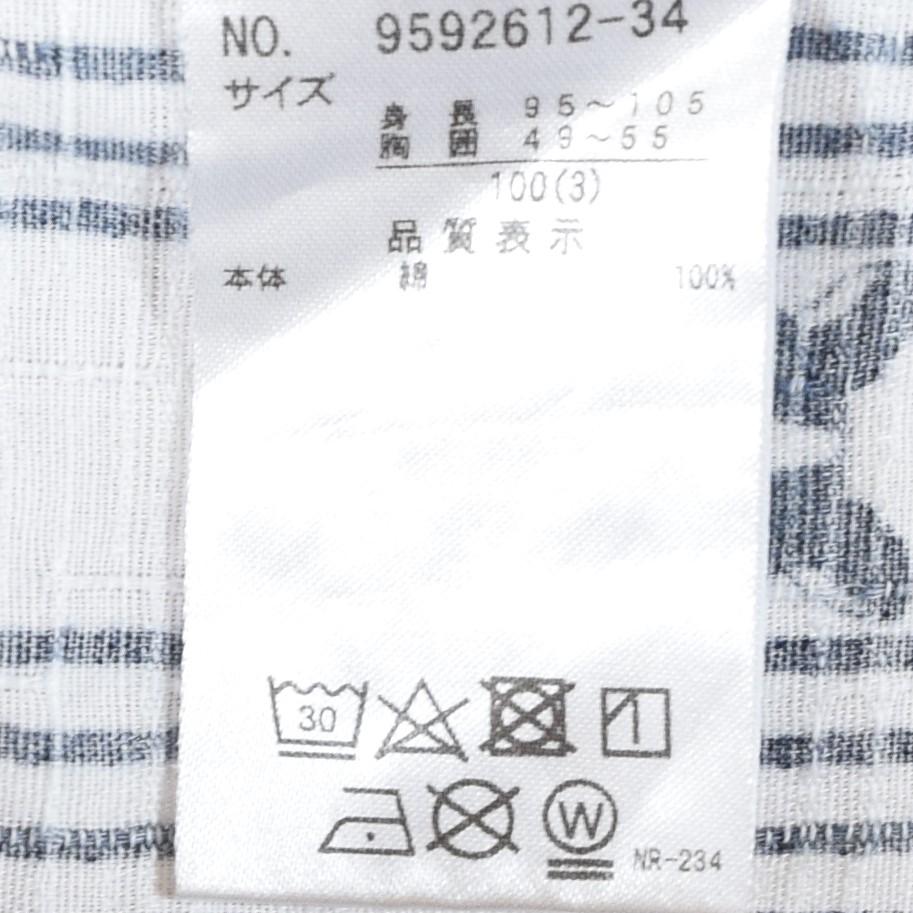 NO. 9592612-34
サイズ
身長 95～105
胸囲 49～55
100(3)
品質表示
本体 綿 100%
30
W
NR-234